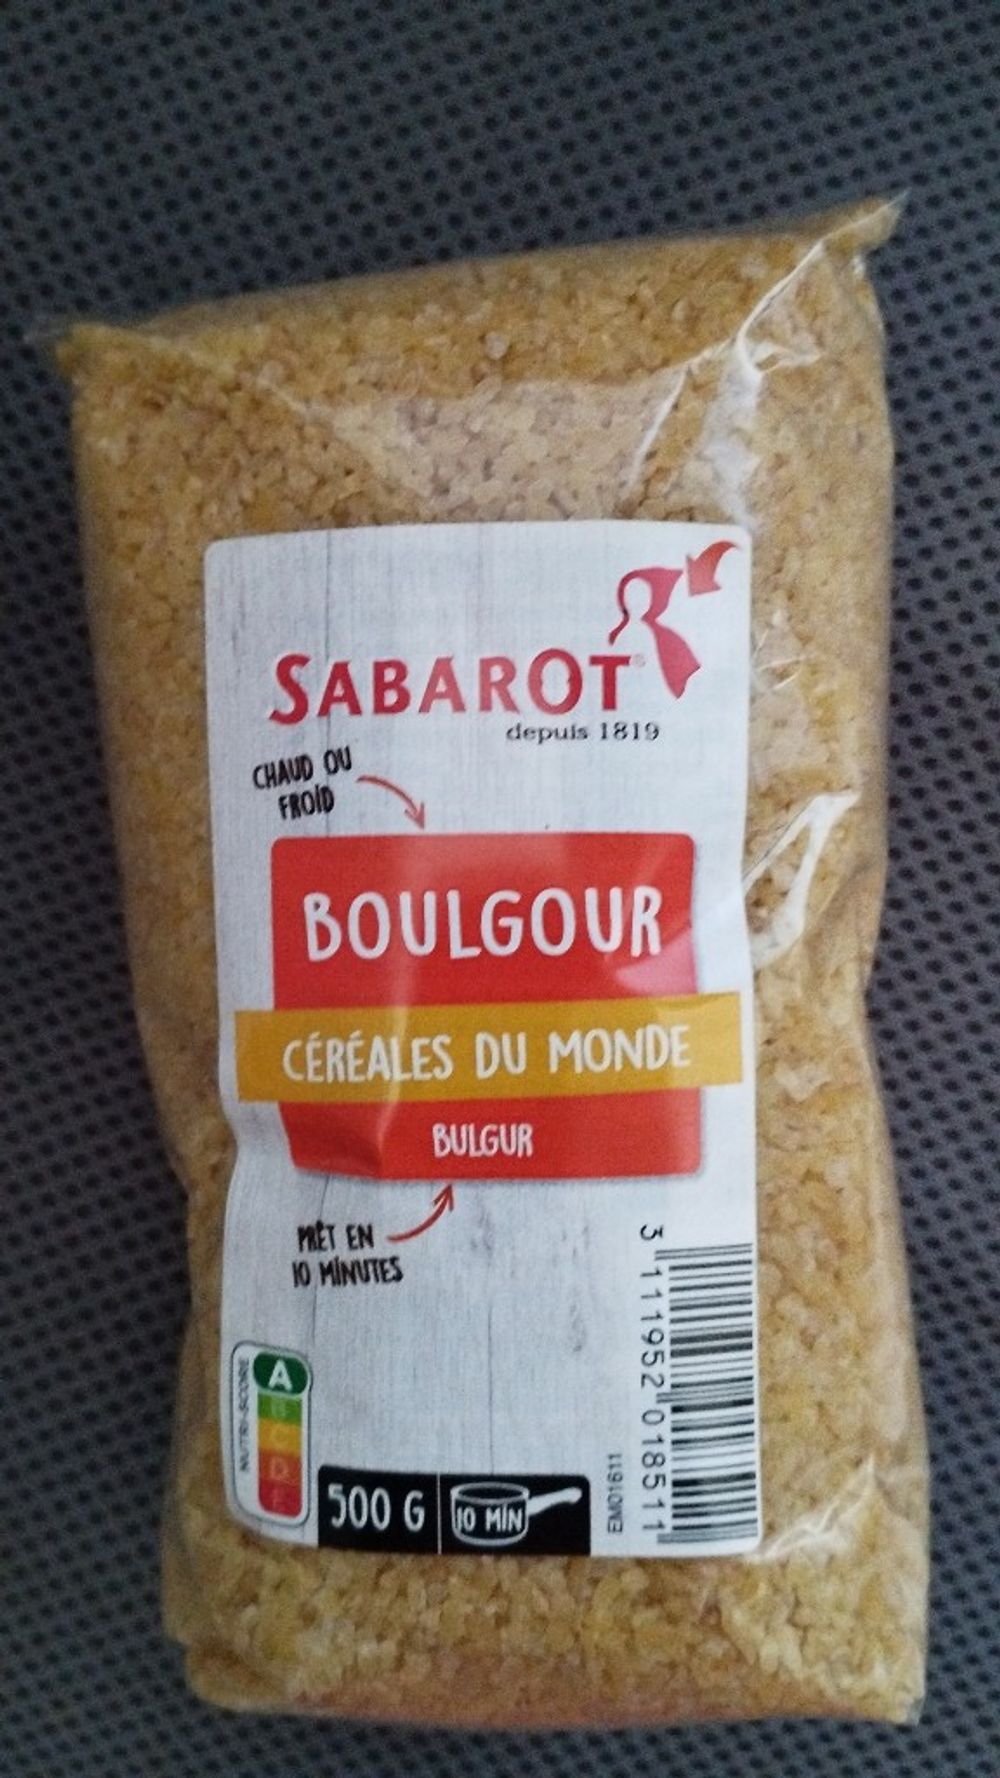 SABAROT®
depuis 1819
CHAUD OU
FROID
BOULGOUR
CÉRÉALES DU MONDE
BULGUR
PRÊT EN
10 MINUTES
NUTRI-SCORE
A
B
C
D
E
500 G
10 MIN
EM01611
3 111952 018511